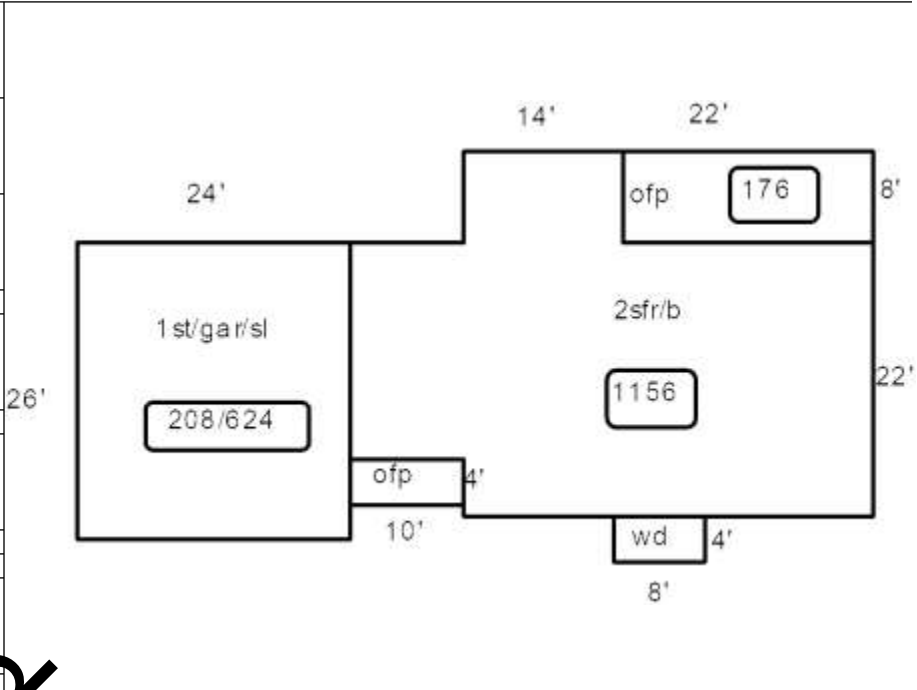 14' 22'
24' ofp 176 8'
2sfr/b
1st/gar/sl
22'
1156
26' 208/624
ofp 4'
10' wd 4'
8'